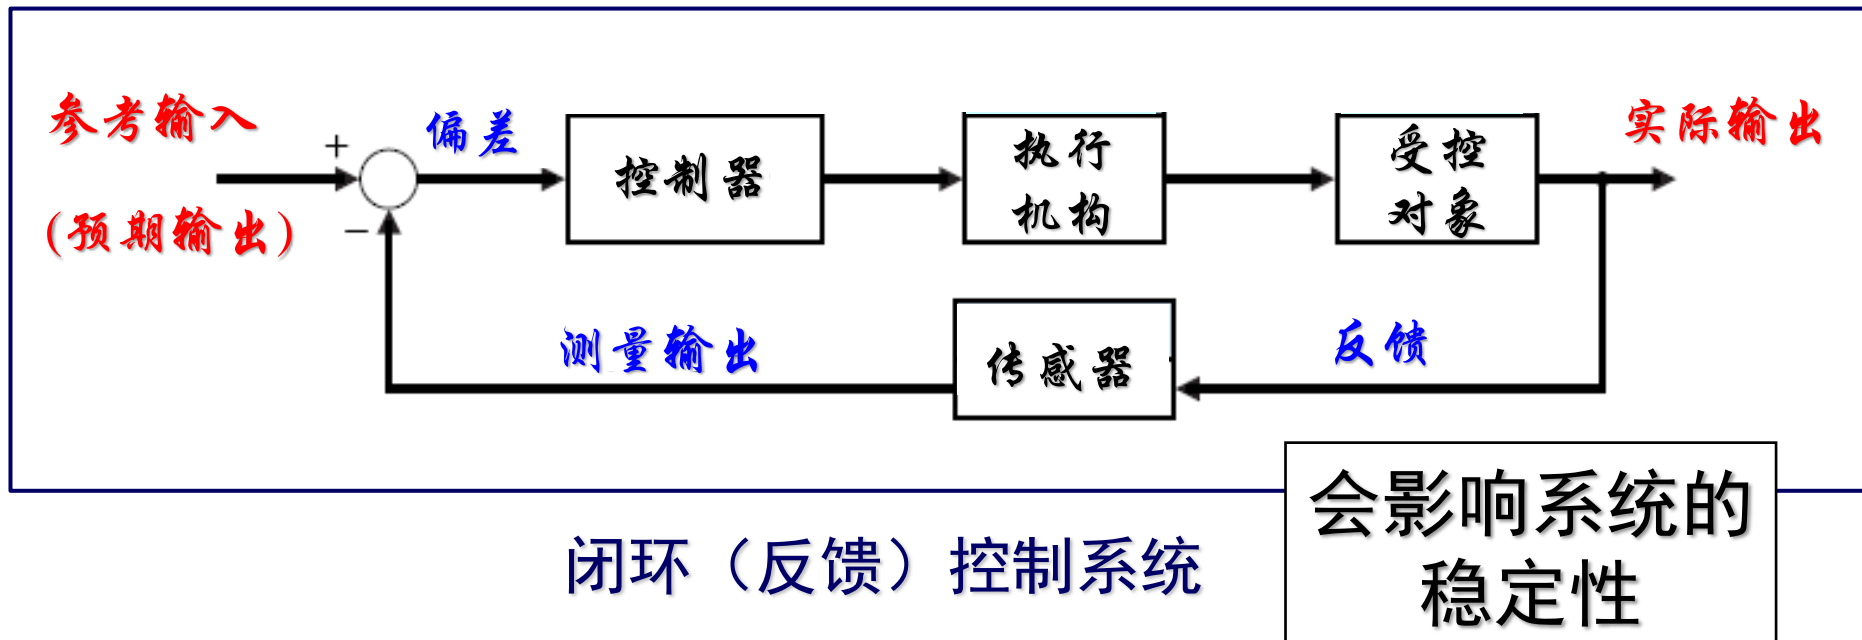 参考输入
(预期输出)
+
−
偏差
控制器
执行
机构
受控
对象
实际输出
测量输出
传感器
反馈
闭环（反馈）控制系统
会影响系统的
稳定性